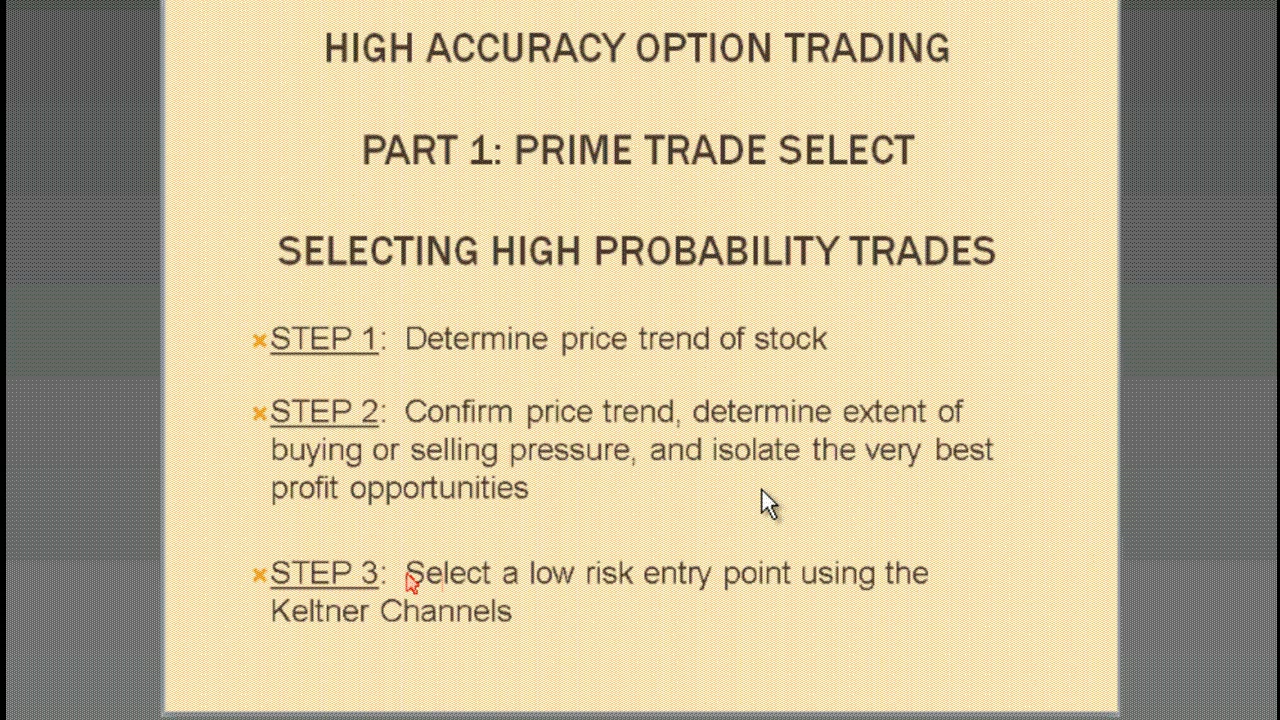 HIGH ACCURACY OPTION TRADING
PART 1: PRIME TRADE SELECT
SELECTING HIGH PROBABILITY TRADES
STEP 1: Determine price trend of stock
STEP 2: Confirm price trend, determine extent of
buying or selling pressure, and isolate the very best
profit opportunities
STEP 3: Select a low risk entry point using the
Keltner Channels